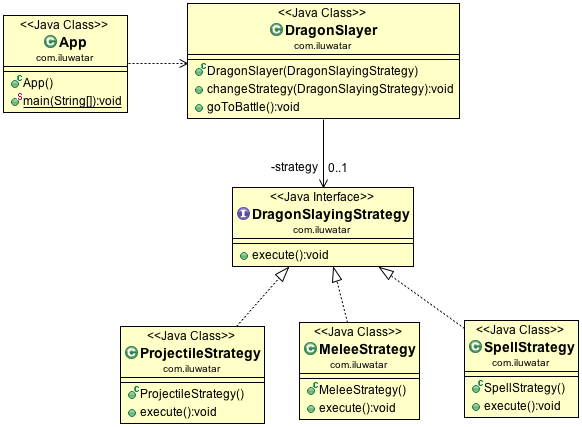 <<Java Class>>
App
com.iluwatar
App()
main(String[]):void
<<Java Class>>
DragonSlayer
com.iluwatar
DragonSlayer(DragonSlayingStrategy)
changeStrategy(DragonSlayingStrategy):void
goToBattle():void
-strategy 0..1
<<Java Interface>>
DragonSlayingStrategy
com.iluwatar
execute():void
<<Java Class>>
ProjectileStrategy
com.iluwatar
ProjectileStrategy()
execute():void
<<Java Class>>
MeleeStrategy
com.iluwatar
MeleeStrategy()
execute():void
<<Java Class>>
SpellStrategy
com.iluwatar
SpellStrategy()
execute():void